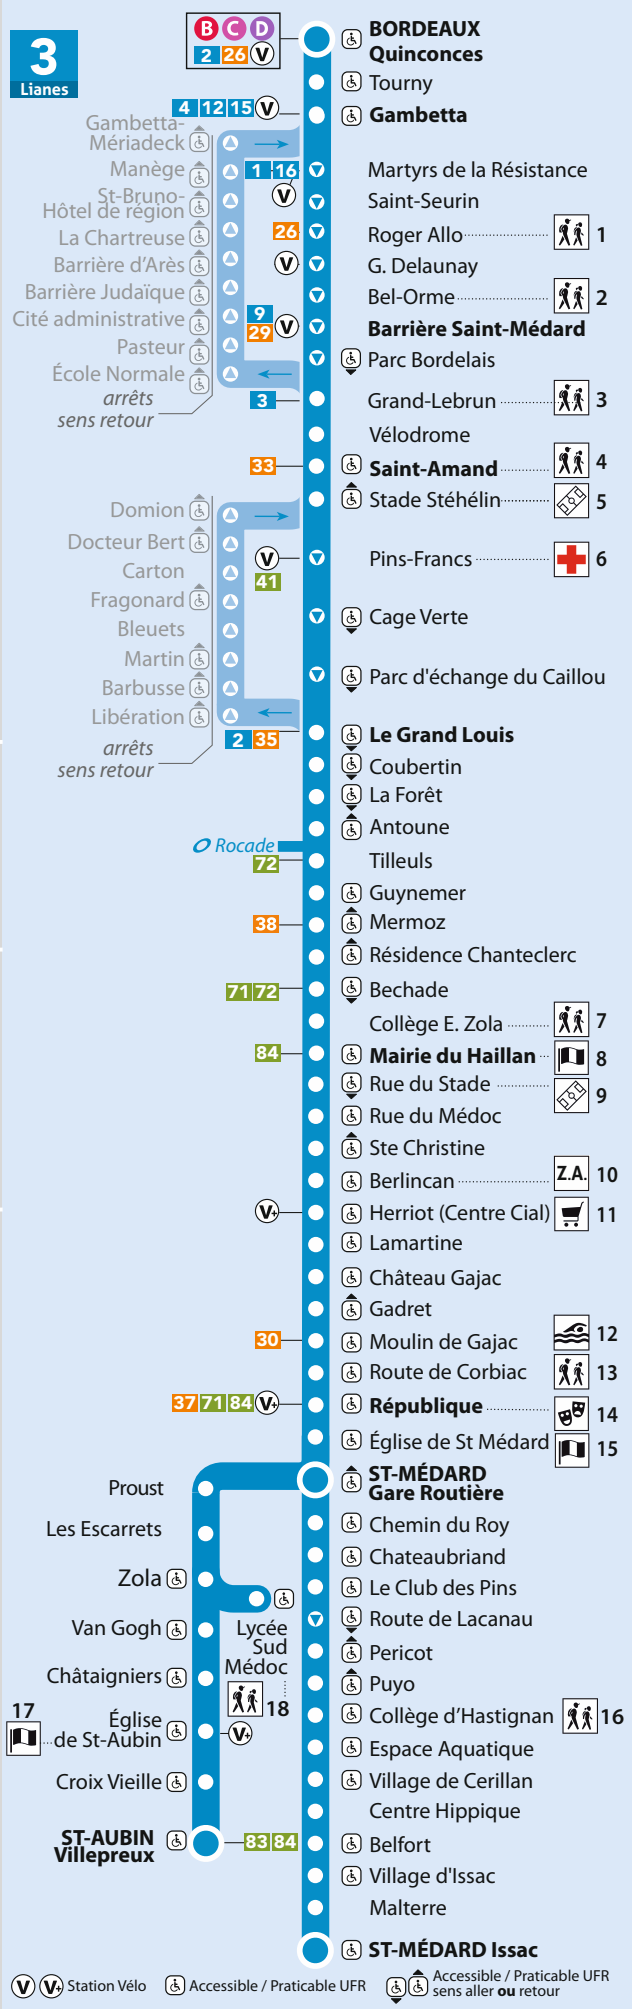 3
Lianes
B C D
2 26 V
BORDEAUX
Quinconces
Tourny
4 12 15 V
Gambetta
Gambetta-
Mériadeck
Manège
St-Bruno-
Hôtel de région
La Chartreuse
Barrière d'Arès
Barrière Judaïque
Cité administrative
Pasteur
École Normale
arrêts
sens retour
1 16
V
26
V
9
29
V
3
Martyrs de la Résistance
Saint-Seurin
Roger Allo 1
G. Delaunay
Bel-Orme 2
Barrière Saint-Médard
Parc Bordelais
Grand-Lebrun 3
Vélodrome
33
Saint-Amand 4
Stade Stéhélin 5
Domion
Docteur Bert
Carton
Fragonard
Bleuets
Martin
Barbusse
Libération
arrêts
sens retour
V
41
Pins-Francs 6
Cage Verte
Parc d'échange du Caillou
2 35
Le Grand Louis
Coubertin
La Forêt
Antoune
Rocade
72
Tilleuls
Guynemer
38
Mermoz
Résidence Chanteclerc
71 72
Bechade
Collège E. Zola 7
84
Mairie du Haillan 8
Rue du Stade 9
Rue du Médoc
Ste Christine
Berlincan Z.A. 10
V+
Herriot (Centre Cial) 11
Lamartine
Château Gajac
Gadret
30
Moulin de Gajac 12
Route de Corbiac 13
37 71 84 V+
République 14
Église de St Médard 15
ST-MÉDARD
Gare Routière
Chemin du Roy
Chateaubriand
Le Club des Pins
Route de Lacanau
Pericot
Puyo
Collège d'Hastignan 16
Espace Aquatique
Village de Cerillan
Centre Hippique
Belfort
Village d'Issac
Malterre
ST-MÉDARD Issac
Proust
Les Escarrets
Zola
Lycée
Sud
Médoc
18
Van Gogh
Châtaigniers
17
Église
de St-Aubin
V+
Croix Vieille
ST-AUBIN
Villepreux
83 84
V V+ Station Vélo
Accessible / Praticable UFR
Accessible / Praticable UFR
sens aller ou retour